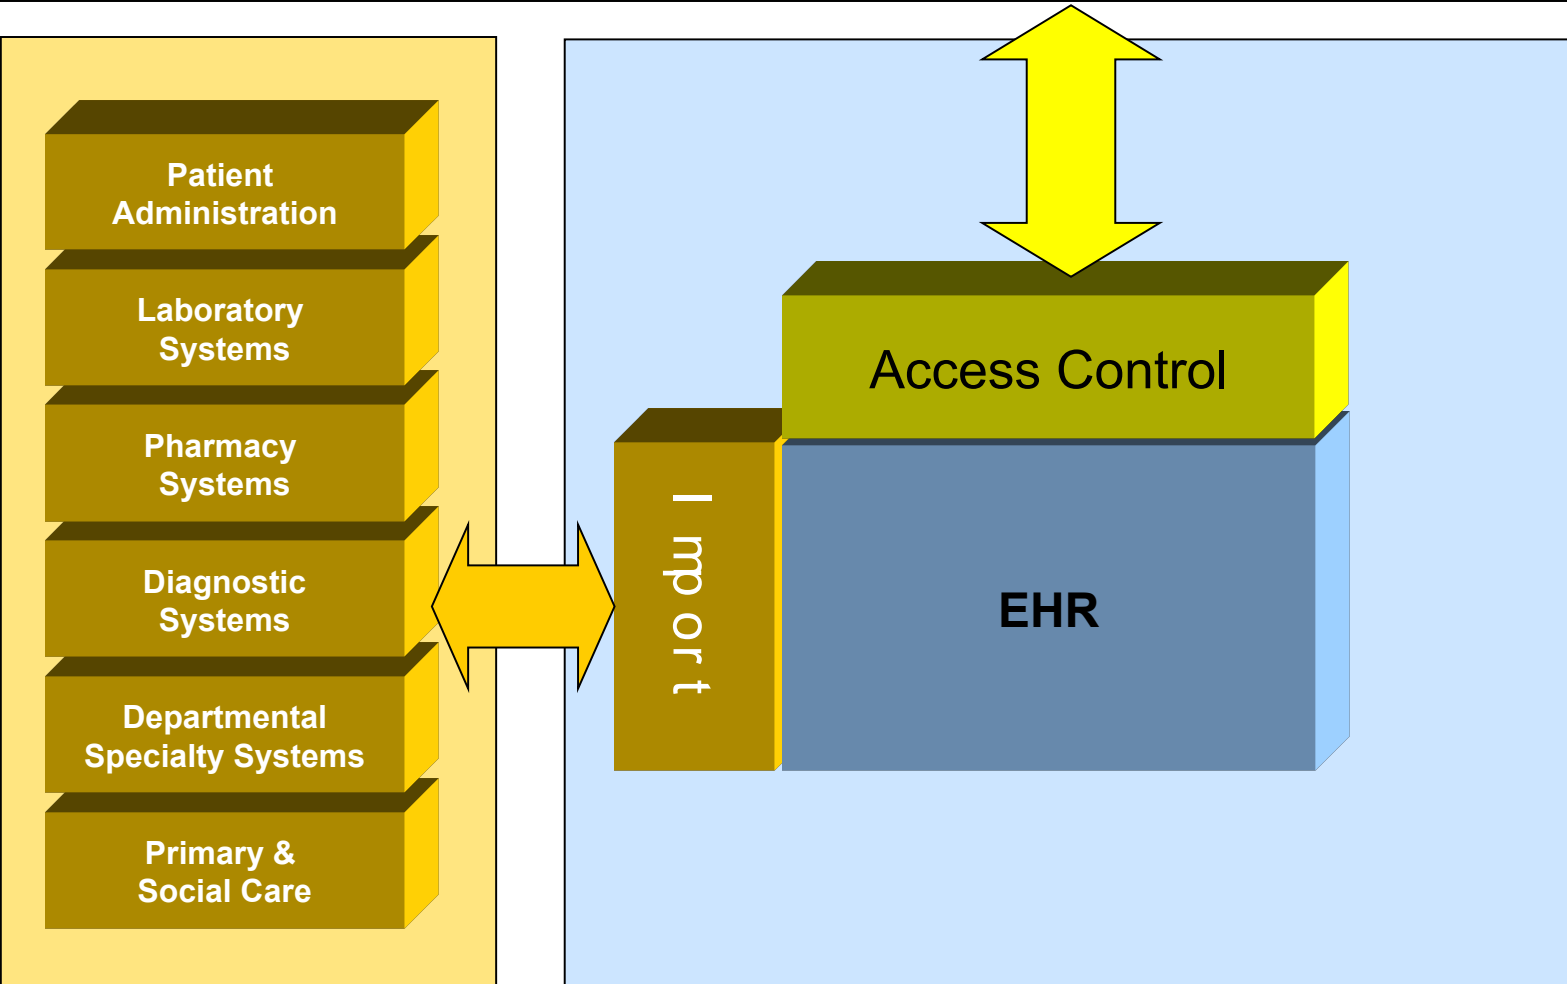 Patient
Administration
Laboratory
Systems
Pharmacy
Systems
Diagnostic
Systems
Departmental
Specialty Systems
Primary &
Social Care
Import
Access Control
EHR